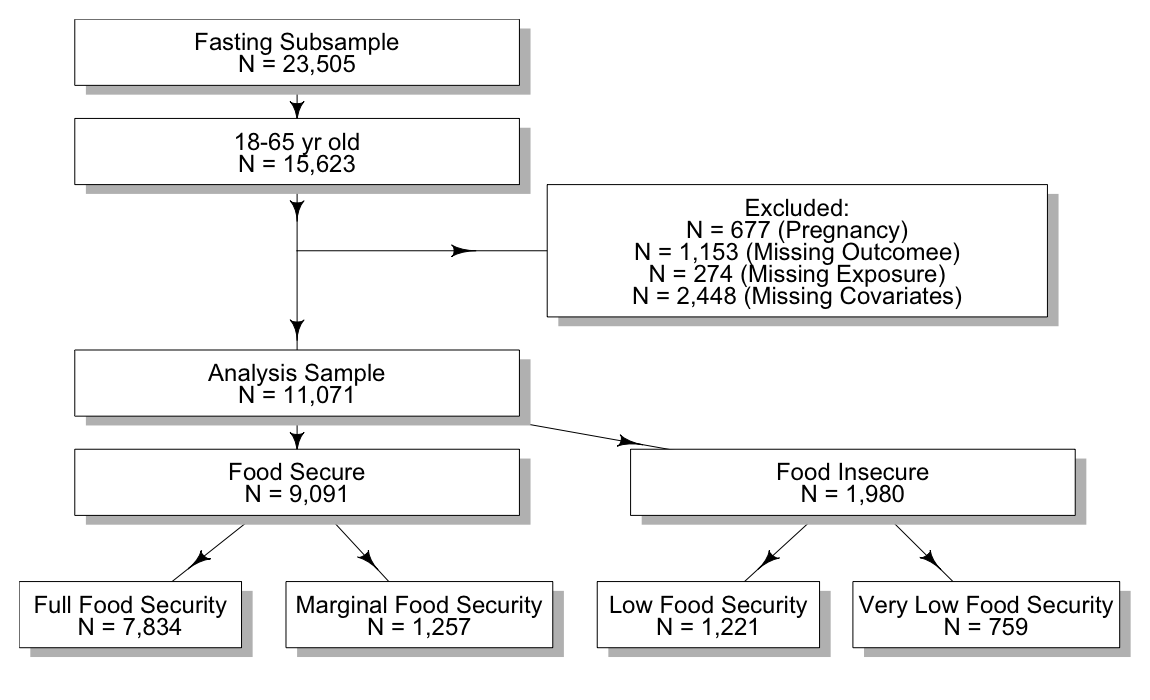 Fasting Subsample
N = 23,505
18-65 yr old
N = 15,623
Excluded:
N = 677 (Pregnancy)
N = 1,153 (Missing Outcomee)
N = 274 (Missing Exposure)
N = 2,448 (Missing Covariates)
Analysis Sample
N = 11,071
Food Secure
N = 9,091
Food Insecure
N = 1,980
Full Food Security
N = 7,834
Marginal Food Security
N = 1,257
Low Food Security
N = 1,221
Very Low Food Security
N = 759